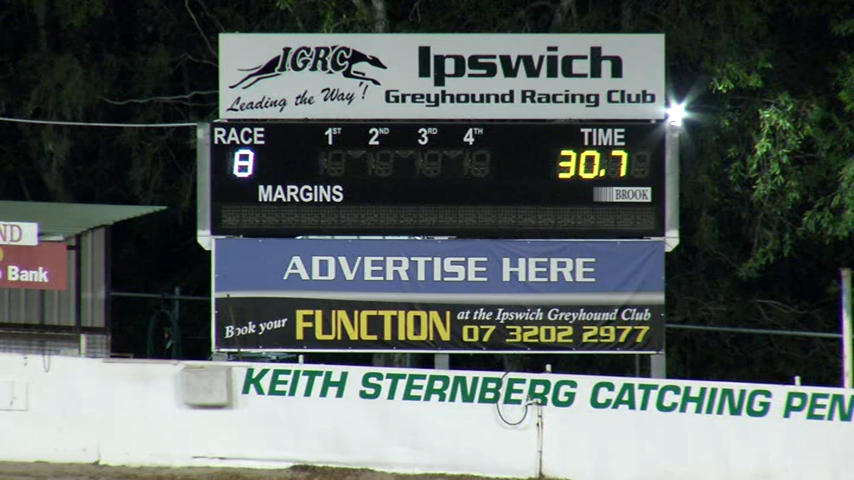 IGRC
Leading the Way!
Ipswich
Greyhound Racing Club
RACE 1ST 2ND 3RD 4TH TIME
8 30.7
MARGINS BROOK
ND
Bank
ADVERTISE HERE
Book your FUNCTION at the Ipswich Greyhound Club
07 3202 2977
KEITH STERNBERG CATCHING PEN